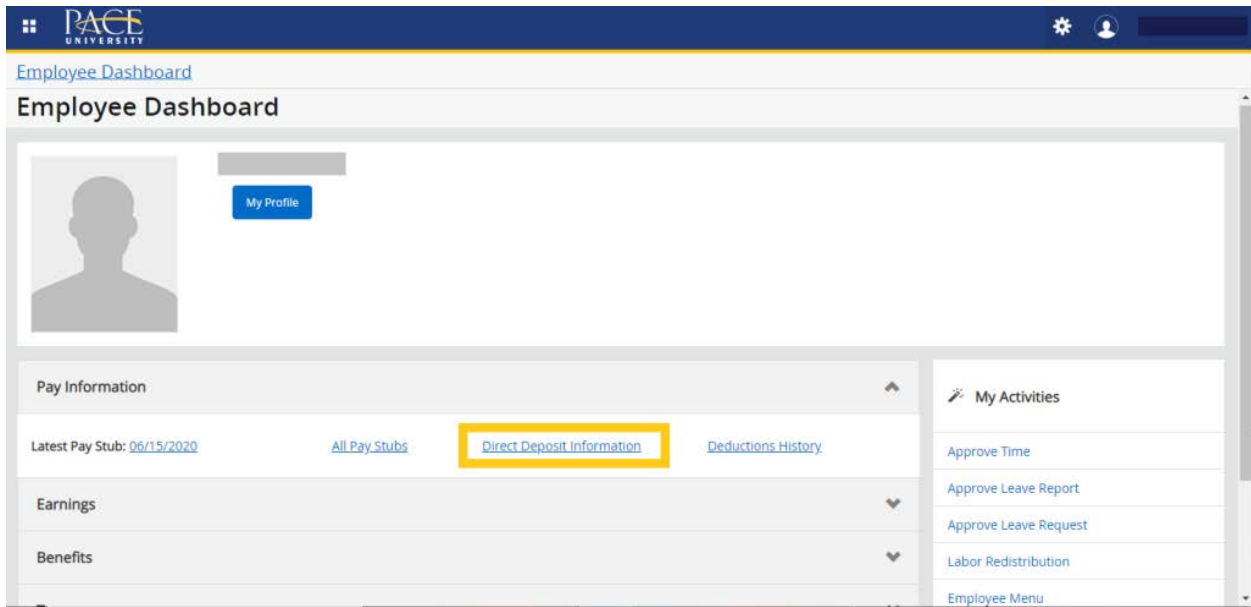 PACE
UNIVERSITY
Employee Dashboard
Employee Dashboard
My Profile
Pay Information
Latest Pay Stub: 06/15/2020 All Pay Stubs Direct Deposit Information Deductions History
Earnings
Benefits
My Activities
Approve Time
Approve Leave Report
Approve Leave Request
Labor Redistribution
Employee Menu